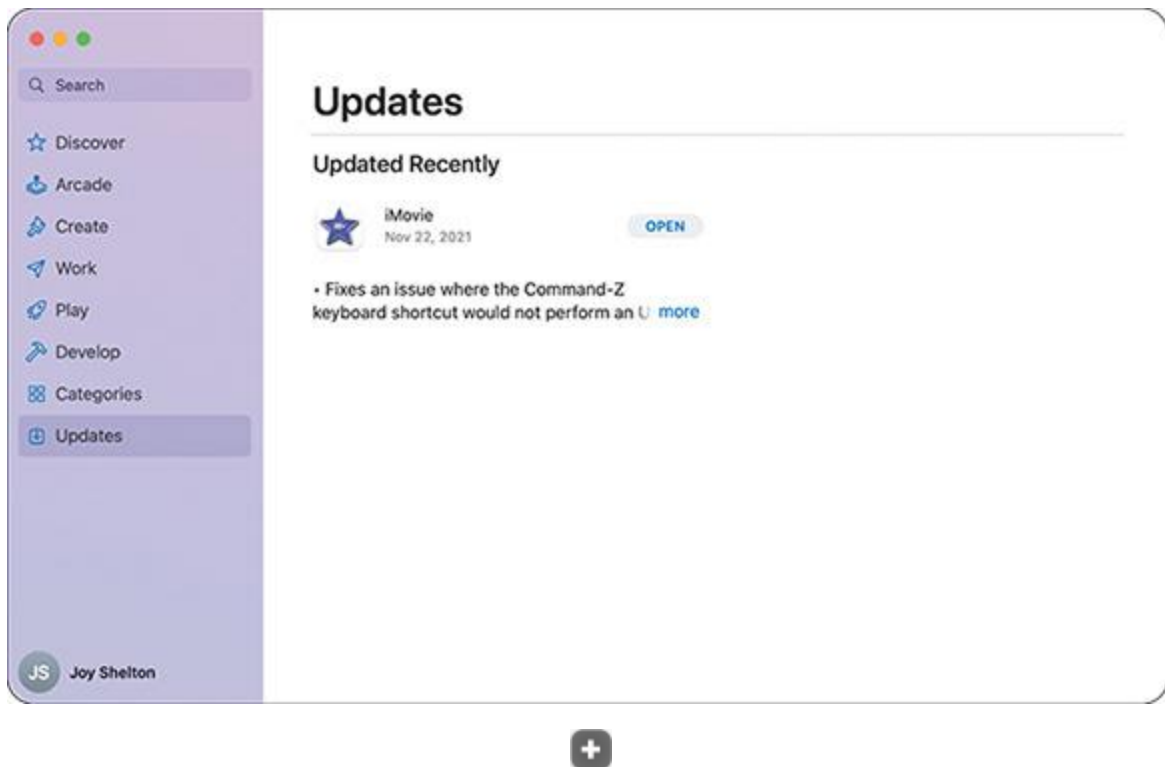 Search
Discover
Arcade
Create
Work
Play
Develop
Categories
Updates
JS
Joy Shelton
Updates
Updated Recently
iMovie
Nov 22, 2021
OPEN
• Fixes an issue where the Command-Z
keyboard shortcut would not perform an U more